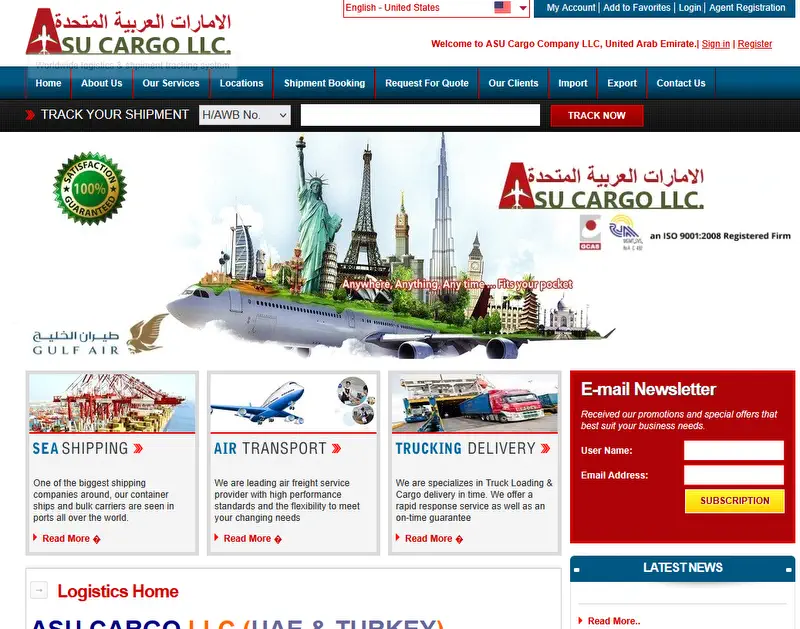 English - United States
My Account | Add to Favorites | Login | Agent Registration
الامارات العربية المتحدة
ASU CARGO LLC.
Worldwide logistics & shipment tracking system
Welcome to ASU Cargo Company LLC, United Arab Emirate.| Sign in | Register
Home
About Us
Our Services
Locations
Shipment Booking
Request For Quote
Our Clients
Import
Export
Contact Us
TRACK YOUR SHIPMENT
H/AWB No.
TRACK NOW
SATISFACTION
100%
GUARANTEED
الامارات العربية المتحدة
ASU CARGO LLC.
GCAS
an ISO 9001:2008 Registered Firm
Anywhere, Anything, Any time ... Fits your pocket
طيران الخليج
GULF AIR
SEA SHIPPING
One of the biggest shipping
companies around, our container
ships and bulk carriers are seen in
ports all over the world.
Read More �
AIR TRANSPORT
We are leading air freight service
provider with high performance
standards and the flexibility to meet
your changing needs
Read More �
TRUCKING DELIVERY
We are specializes in Truck Loading &
Cargo delivery in time. We offer a
rapid response service as well as an
on-time guarantee
Read More �
E-mail Newsletter
Received our promotions and special offers that
best suit your business needs.
User Name:
Email Address:
SUBSCRIPTION
LATEST NEWS
Read More..
Logistics Home
ASU CARGO LLC (UAE & TURKEY)